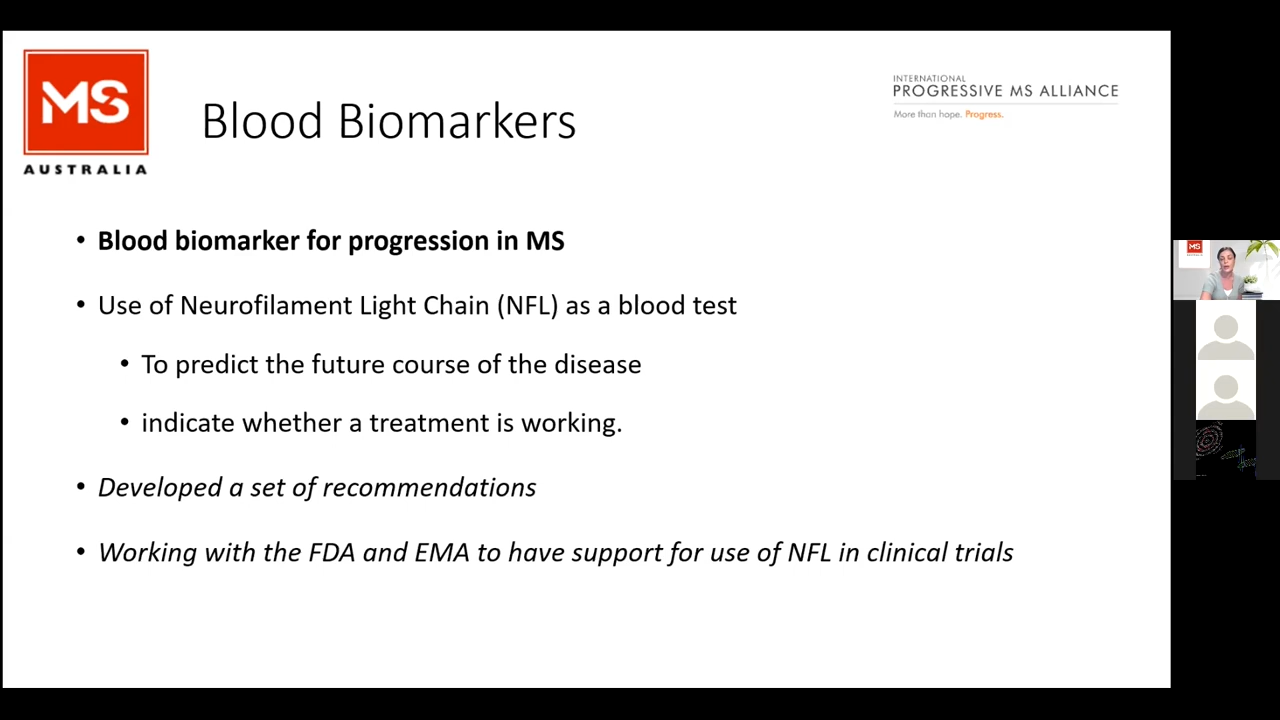 MS
AUSTRALIA
Blood Biomarkers
INTERNATIONAL
PROGRESSIVE MS ALLIANCE
More than hope. Progress.
• Blood biomarker for progression in MS
• Use of Neurofilament Light Chain (NFL) as a blood test
• To predict the future course of the disease
• indicate whether a treatment is working.
• Developed a set of recommendations
• Working with the FDA and EMA to have support for use of NFL in clinical trials
MS